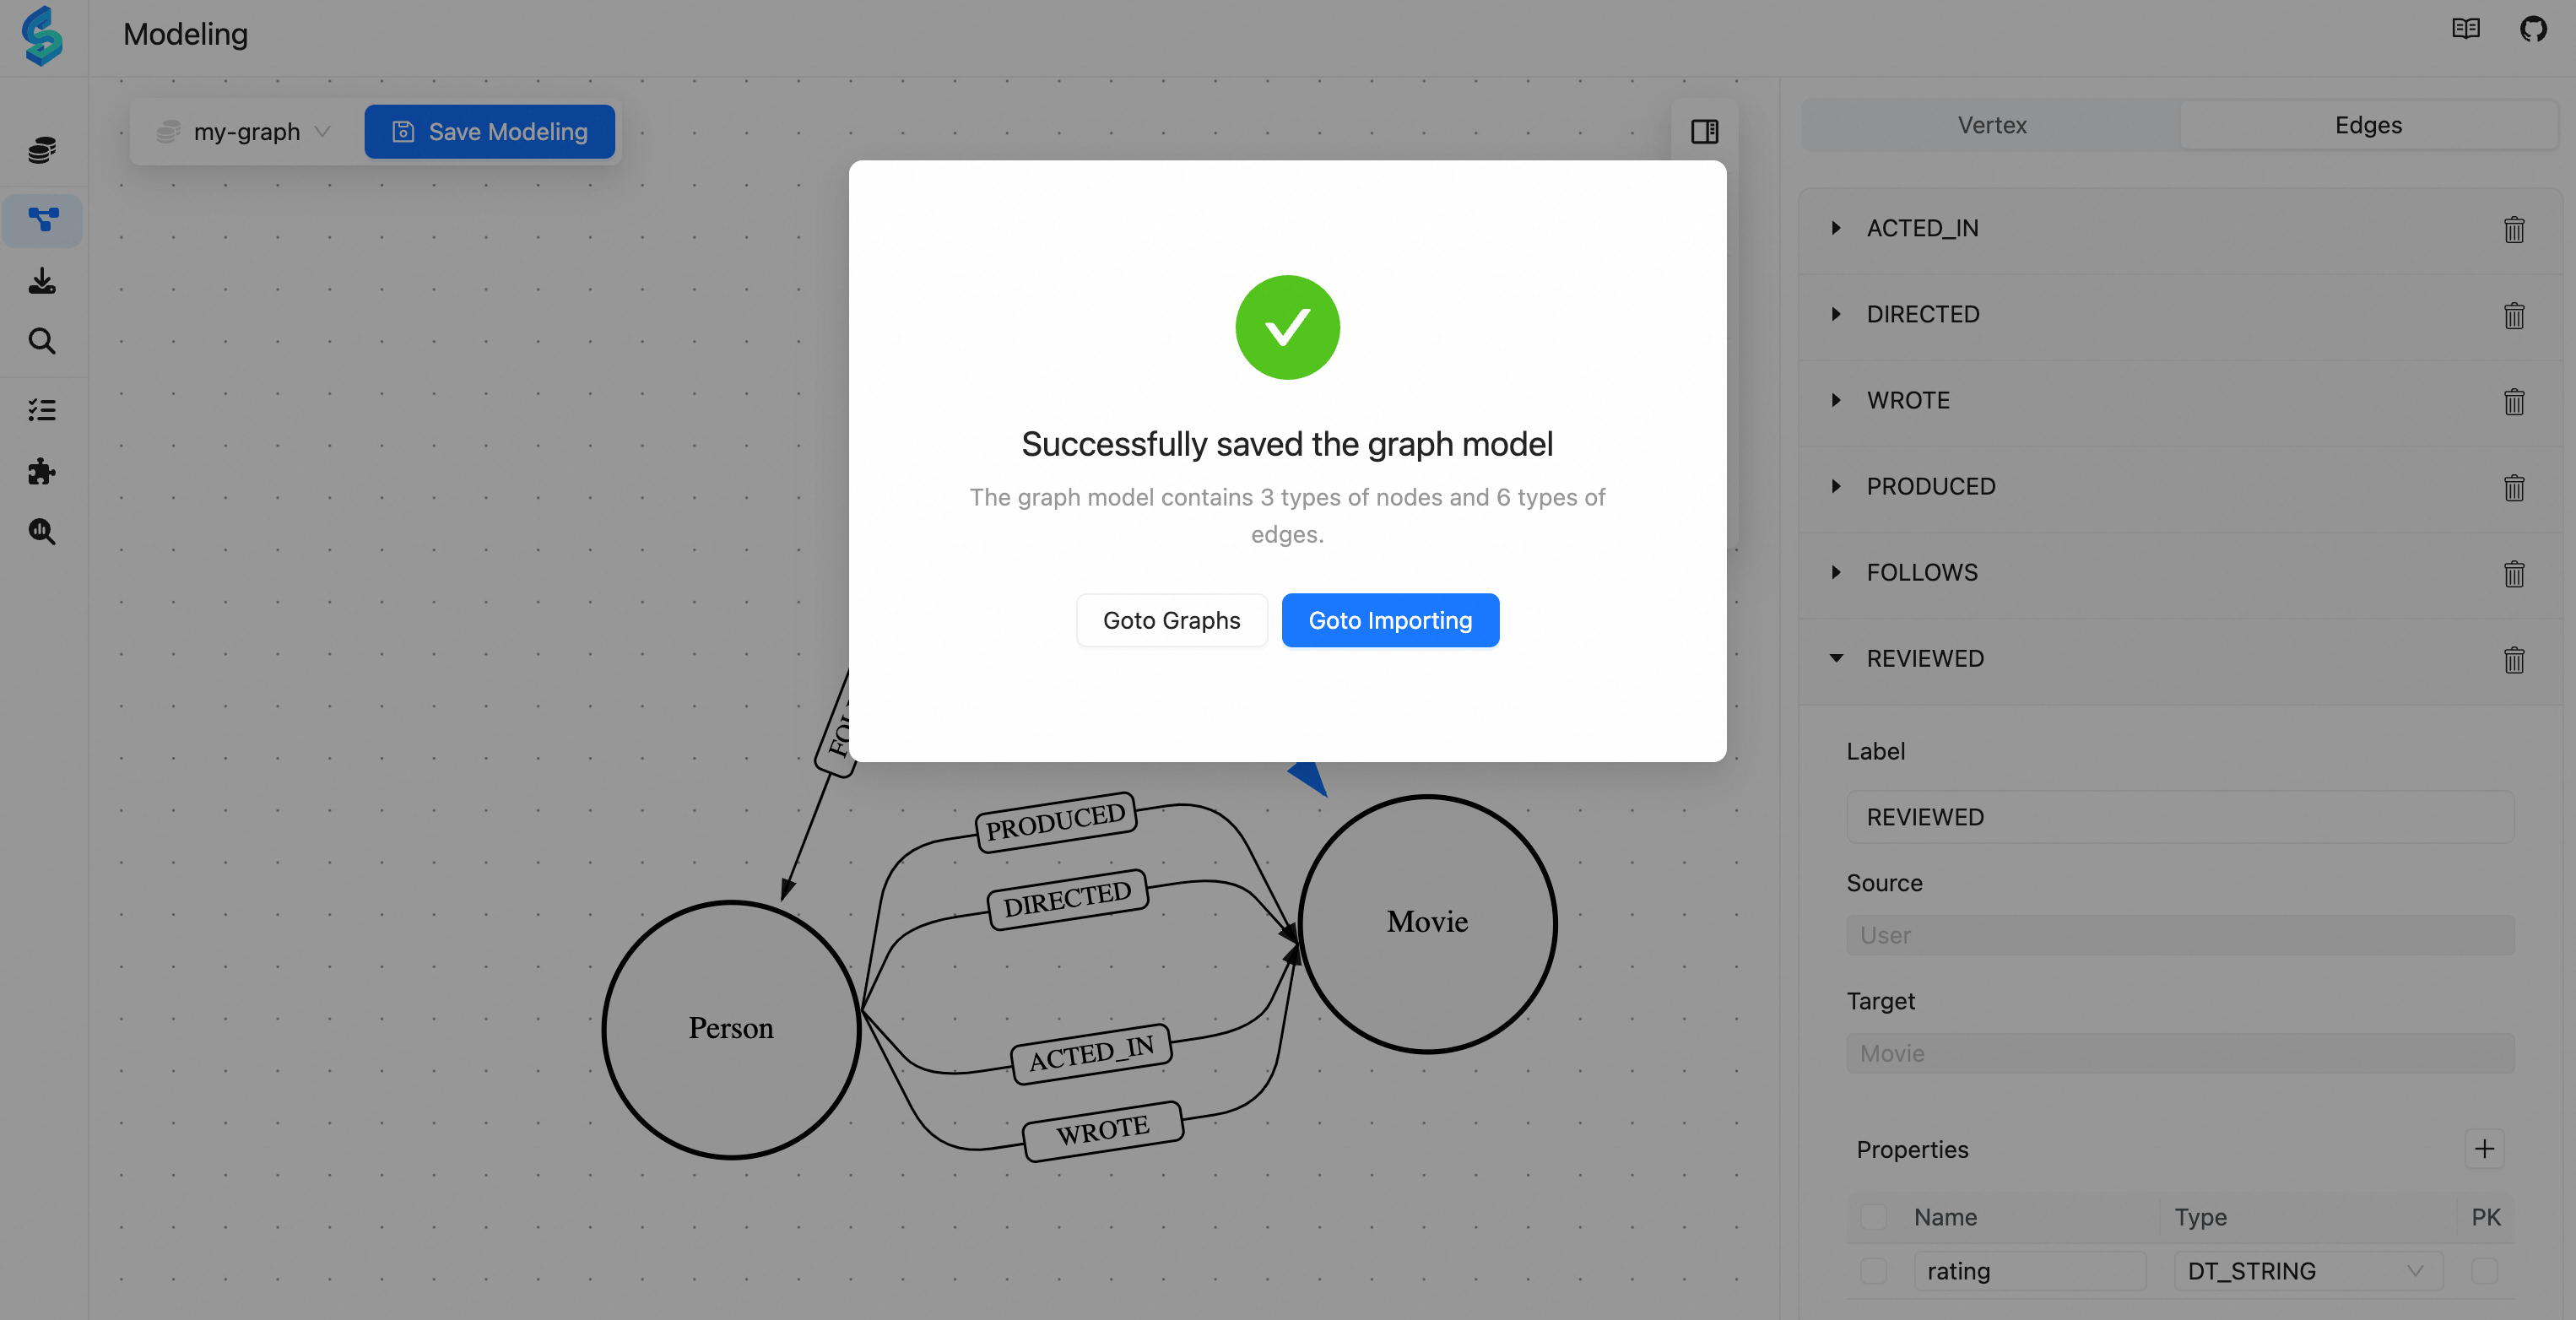 Modeling
my-graph
Save Modeling
Vertex
Edges
ACTED_IN
DIRECTED
WROTE
PRODUCED
FOLLOWS
REVIEWED
Label
REVIEWED
Source
User
Target
Movie
Properties
Name
Type
PK
rating
DT_STRING
Successfully saved the graph model
The graph model contains 3 types of nodes and 6 types of
edges.
Goto Graphs
Goto Importing
PRODUCED
DIRECTED
ACTED_IN
WROTE
Person
Movie